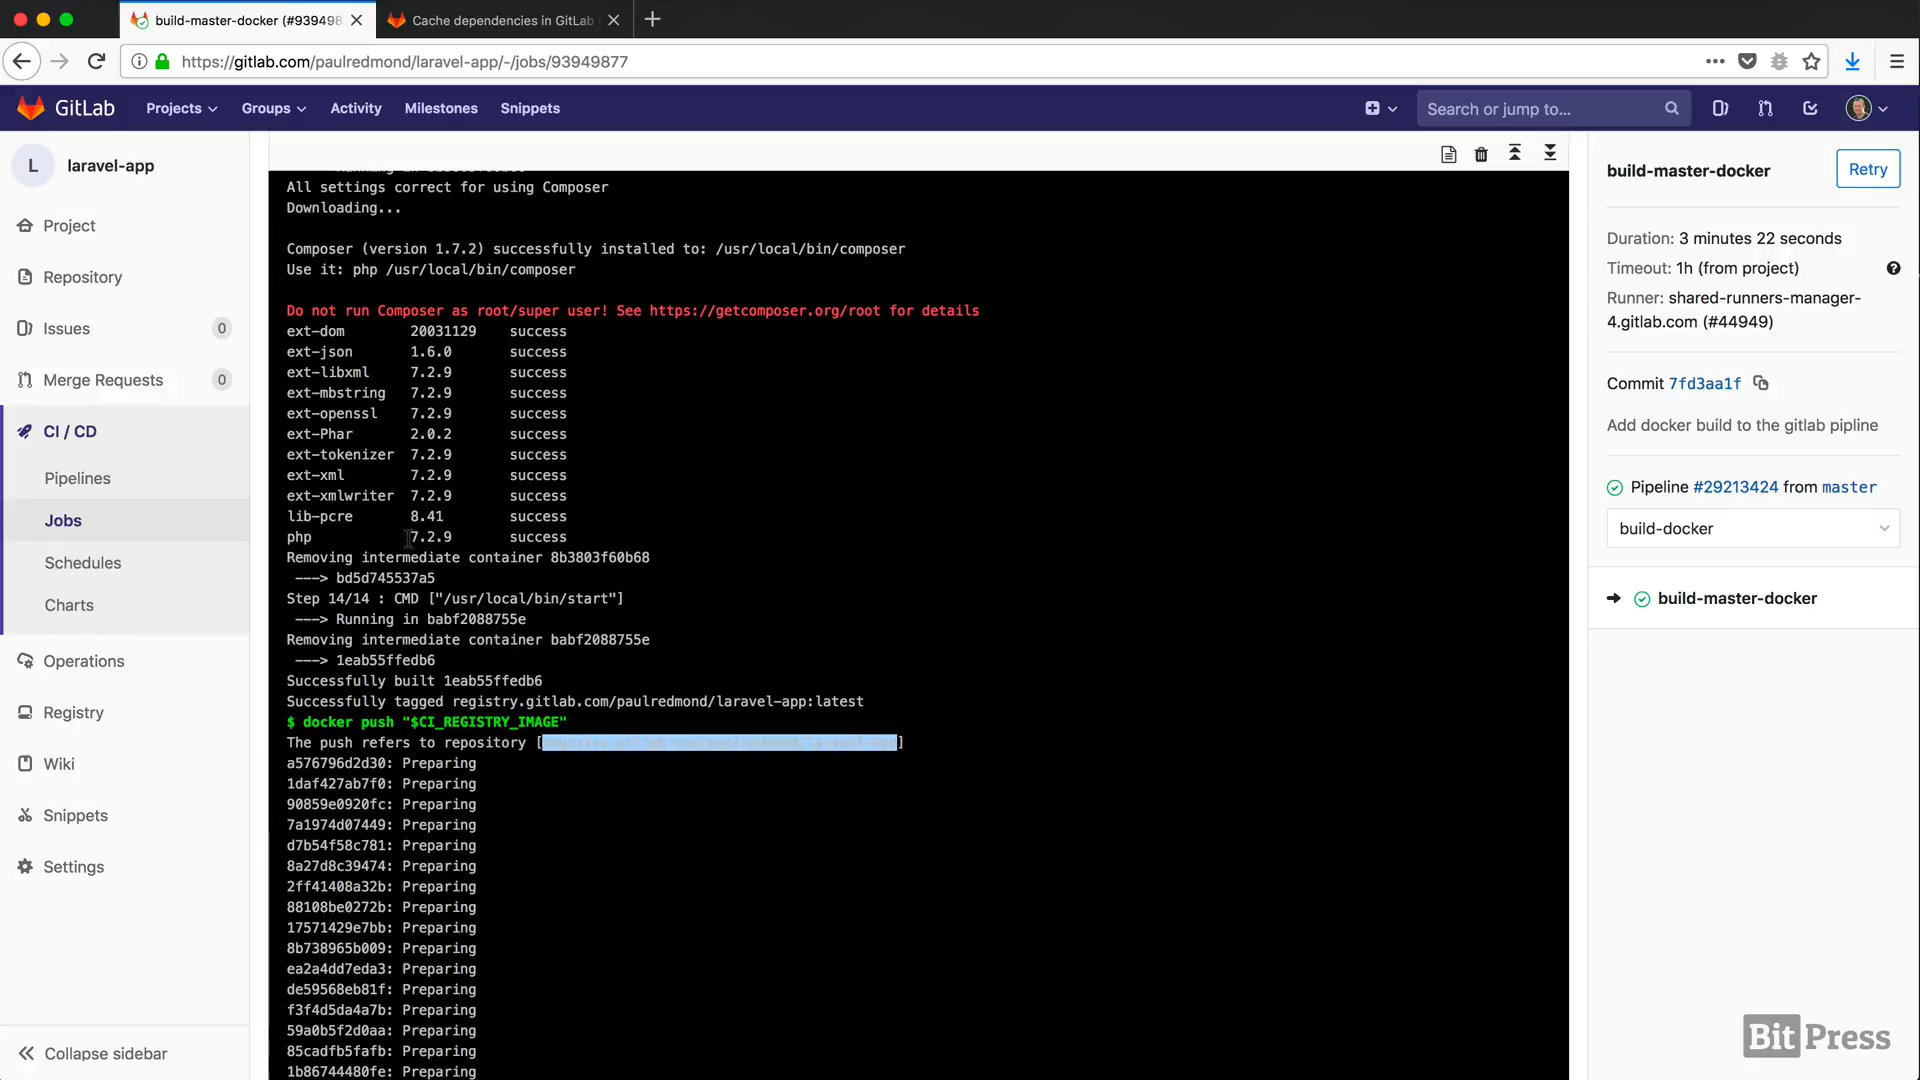 build-master-docker (#939498
Cache dependencies in GitLab
https://gitlab.com/paulredmond/laravel-app/-/jobs/93949877
GitLab
Projects
Groups
Activity
Milestones
Snippets
Search or jump to...
L
laravel-app
Project
Repository
Issues 0
Merge Requests 0
CI / CD
Pipelines
Jobs
Schedules
Charts
Operations
Registry
Wiki
Snippets
Settings
Collapse sidebar
All settings correct for using Composer
Downloading...
Composer (version 1.7.2) successfully installed to: /usr/local/bin/composer
Use it: php /usr/local/bin/composer
Do not run Composer as root/super user! See https://getcomposer.org/root for details
ext-dom 20031129 success
ext-json 1.6.0 success
ext-libxml 7.2.9 success
ext-mbstring 7.2.9 success
ext-openssl 7.2.9 success
ext-Phar 2.0.2 success
ext-tokenizer 7.2.9 success
ext-xml 7.2.9 success
ext-xmlwriter 7.2.9 success
lib-pcre 8.41 success
php 7.2.9 success
Removing intermediate container 8b3803f60b68
---> bd5d745537a5
Step 14/14 : CMD ["/usr/local/bin/start"]
---> Running in babf2088755e
Removing intermediate container babf2088755e
---> 1eab55ffedb6
Successfully built 1eab55ffedb6
Successfully tagged registry.gitlab.com/paulredmond/laravel-app:latest
$ docker push "$CI_REGISTRY_IMAGE"
The push refers to repository [ ]
a576796d2d30: Preparing
1daf427ab7f0: Preparing
90859e0920fc: Preparing
7a1974d07449: Preparing
d7b54f58c781: Preparing
8a27d8c39474: Preparing
2ff41408a32b: Preparing
88108be0272b: Preparing
17571429e7bb: Preparing
8b738965b009: Preparing
ea2a4dd7eda3: Preparing
de59568eb81f: Preparing
f3f4d5da4a7b: Preparing
59a0b5f2d0aa: Preparing
85cadfb5fafb: Preparing
1b86744480fe: Preparing
build-master-docker
Retry
Duration: 3 minutes 22 seconds
Timeout: 1h (from project)
Runner: shared-runners-manager-
4.gitlab.com (#44949)
Commit 7fd3aa1f
Add docker build to the gitlab pipline
Pipeline #29213424 from master
build-docker
build-master-docker
BitPress